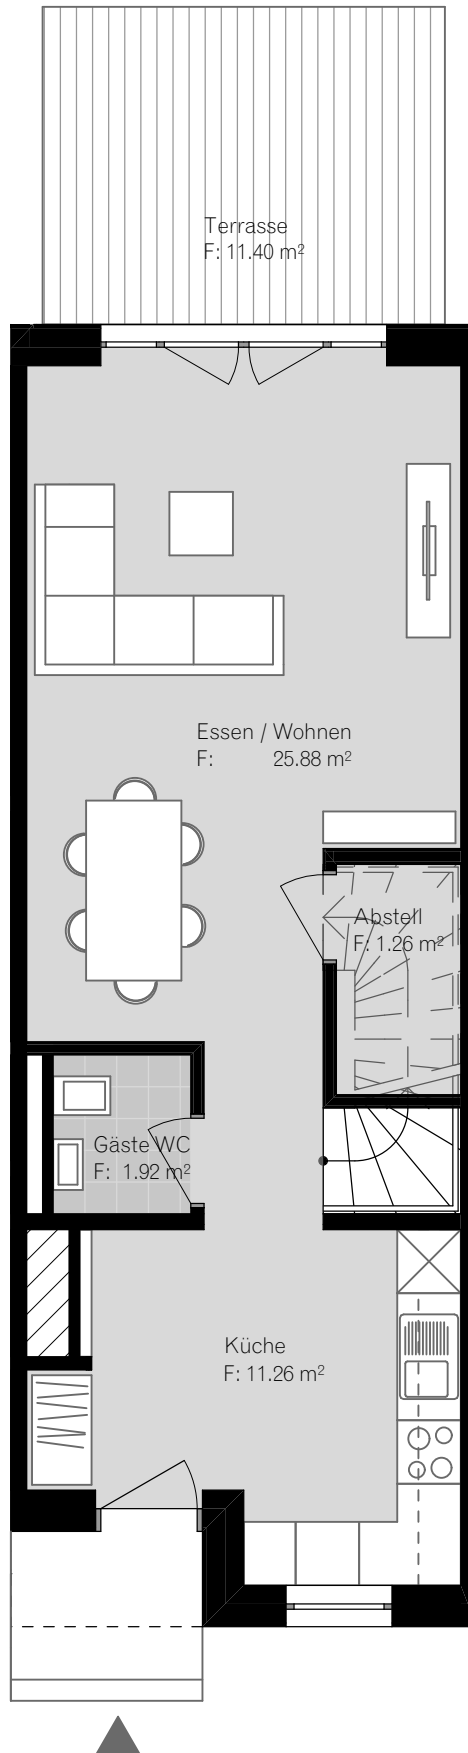 Terrasse
F: 11.40 m²
Essen / Wohnen
F: 25.88 m²
Abstell
F: 1.26 m²
Gäste WC
F: 1.92 m²
Küche
F: 11.26 m²